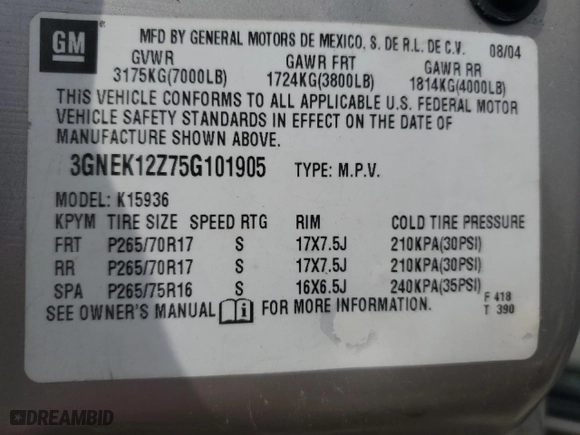 GM
MFD BY GENERAL MOTORS DE MEXICO, S. DE R.L. DE C.V. 08/04
GVWR GAWR FRT GAWR RR
3175KG(7000LB) 1724KG(3800LB) 1814KG(4000LB)
THIS VEHICLE CONFORMS TO ALL APPLICABLE U.S. FEDERAL MOTOR
VEHICLE SAFETY STANDARDS IN EFFECT ON THE DATE OF
MANUFACTURE SHOWN ABOVE.
3GNEK12Z75G101905 TYPE: M.P.V.
MODEL: K15936
KPYM TIRE SIZE SPEED RTG RIM COLD TIRE PRESSURE
FRT P265/70R17 S 17X7.5J 210KPA(30PSI)
RR P265/70R17 S 17X7.5J 210KPA(30PSI)
SPA P265/75R16 S 16X6.5J 240KPA(35PSI)
SEE OWNER'S MANUAL i FOR MORE INFORMATION.
F 418
T 390
DREAMBID